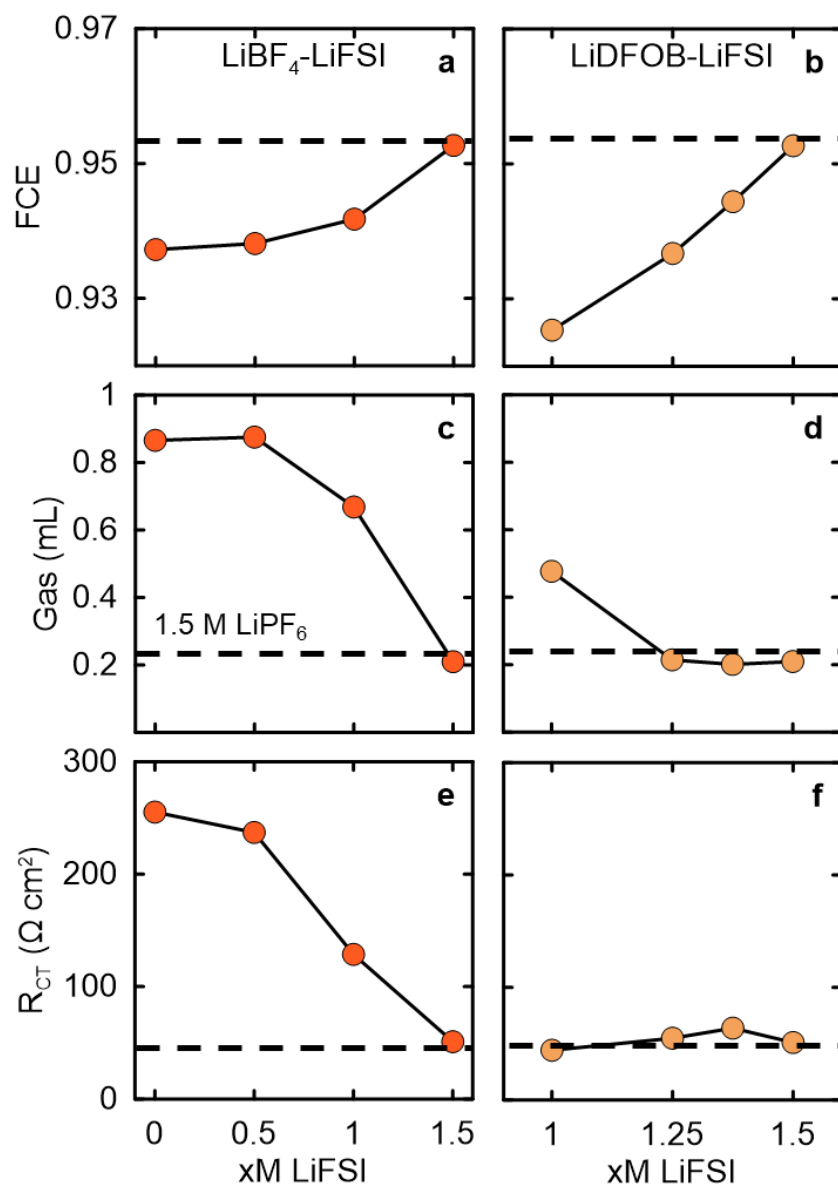 LiBF₄-LiFSI a
LiDFOB-LiFSI b
FCE
0.97
0.95
0.93
c
d
Gas (mL)
1
0.8
0.6
0.4
0.2
1.5 M LiPF₆
e
f
R_CT (Ω cm²)
300
200
100
0
0 0.5 1 1.5
1 1.25 1.5
xM LiFSI
xM LiFSI